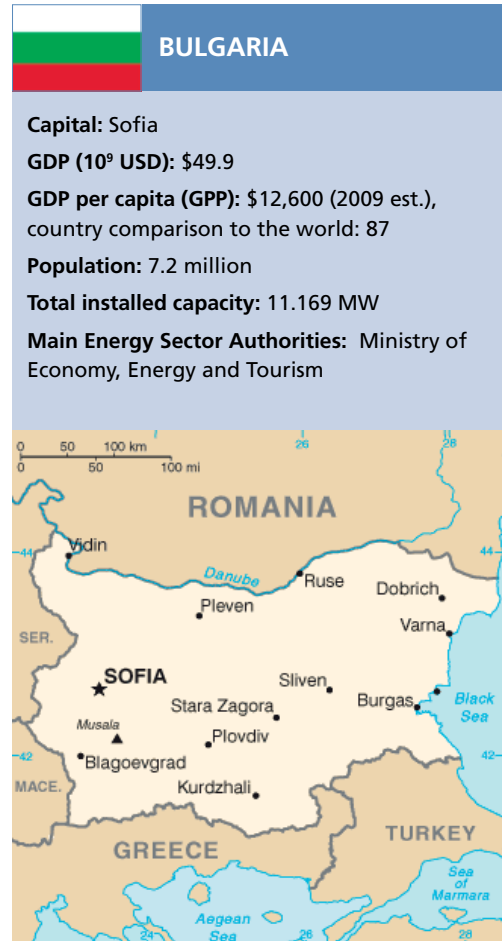 BULGARIA
Capital: Sofia
GDP (10⁹ USD): $49.9
GDP per capita (GPP): $12,600 (2009 est.),
country comparison to the world: 87
Population: 7.2 million
Total installed capacity: 11.169 MW
Main Energy Sector Authorities: Ministry of
Economy, Energy and Tourism
0 50 100 km
0 50 100 mi
26
28
ROMANIA
44
Vidin
44
Danube
Ruse
Dobrich
Pleven
Varna
SER.
SOFIA
Sliven
Burgas
Black
Sea
Stara Zagora
Musala
Plovdiv
42
Blagoevgrad
42
MACE.
Kurdzhali
TURKEY
GREECE
Sea
of
Marmara
Aegean
Sea
24
26
28